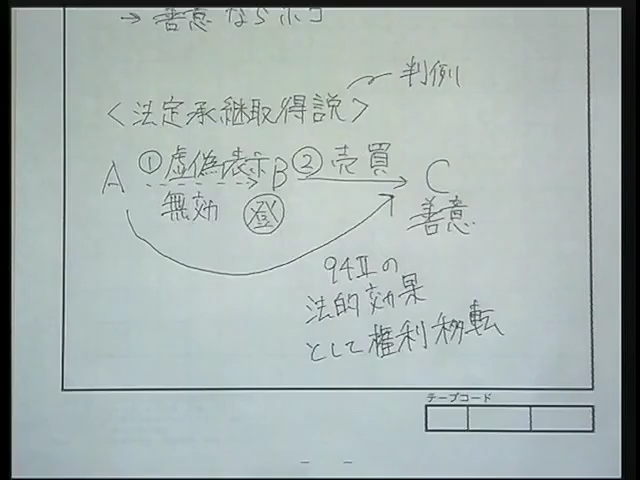 → 善意ならホゴ
判例
<法定承継取得説>
A ①虚偽表示 B ②売買 C
無効 登 善意
94Ⅱの
法的効果
として権利移転
テープコード